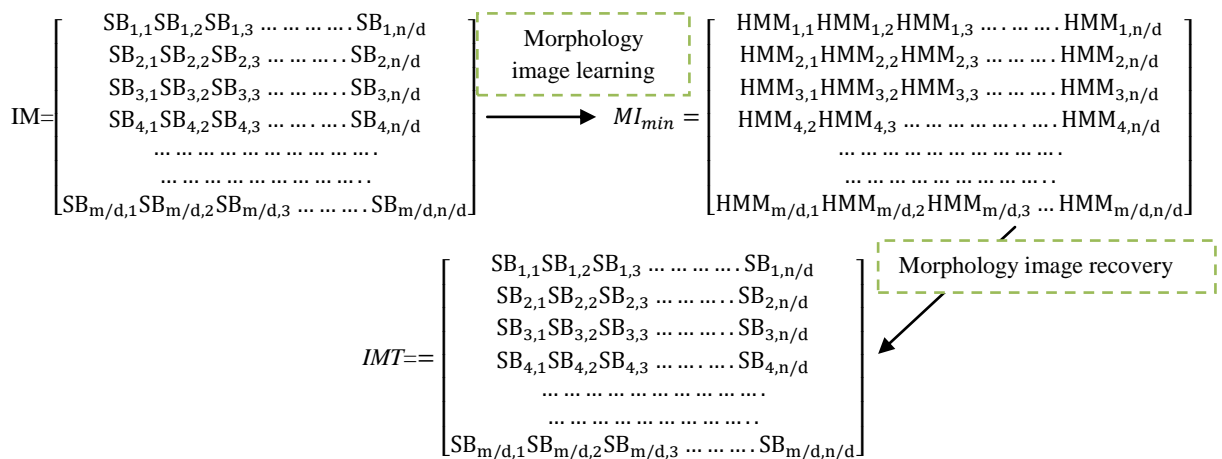 IM=
SB1,1SB1,2SB1,3 … … … …. SB1,n/d
SB2,1SB2,2SB2,3 … … … . . SB2,n/d
SB3,1SB3,2SB3,3 … … … . . SB3,n/d
SB4,1SB4,2SB4,3 … … . … …. SB4,n/d
… … … … … … … … … .
… … … … … … … … . .
SBm/d,1SBm/d,2SBm/d,3 … … …. SBm/d,n/d
Morphology
image learning
MImin =
HMM1,1HMM1,2HMM1,3 … … …. HMM1,n/d
HMM2,1HMM2,2HMM2,3 … … …. HMM2,n/d
HMM3,1HMM3,2HMM3,3 … … …. HMM3,n/d
HMM4,2HMM4,3 … … … … . . … …. HMM4,n/d
… … … … … … … … … .
… … … … … … … … . .
HMMm/d,1HMMm/d,2HMMm/d,3 … HMMm/d,n/d
Morphology image recovery
IMT==
SB1,1SB1,2SB1,3 … … … …. SB1,n/d
SB2,1SB2,2SB2,3 … … … . . SB2,n/d
SB3,1SB3,2SB3,3 … … … . . SB3,n/d
SB4,1SB4,2SB4,3 … … . … …. SB4,n/d
… … … … … … … … … .
… … … … … … … … . .
SBm/d,1SBm/d,2SBm/d,3 … … …. SBm/d,n/d